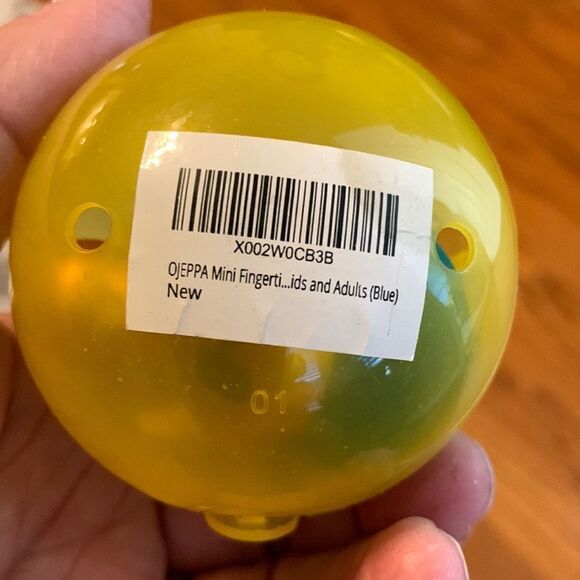 X002W0CB3B
OJEPPA Mini Fingerti...ids and Adults (Blue)
New
01